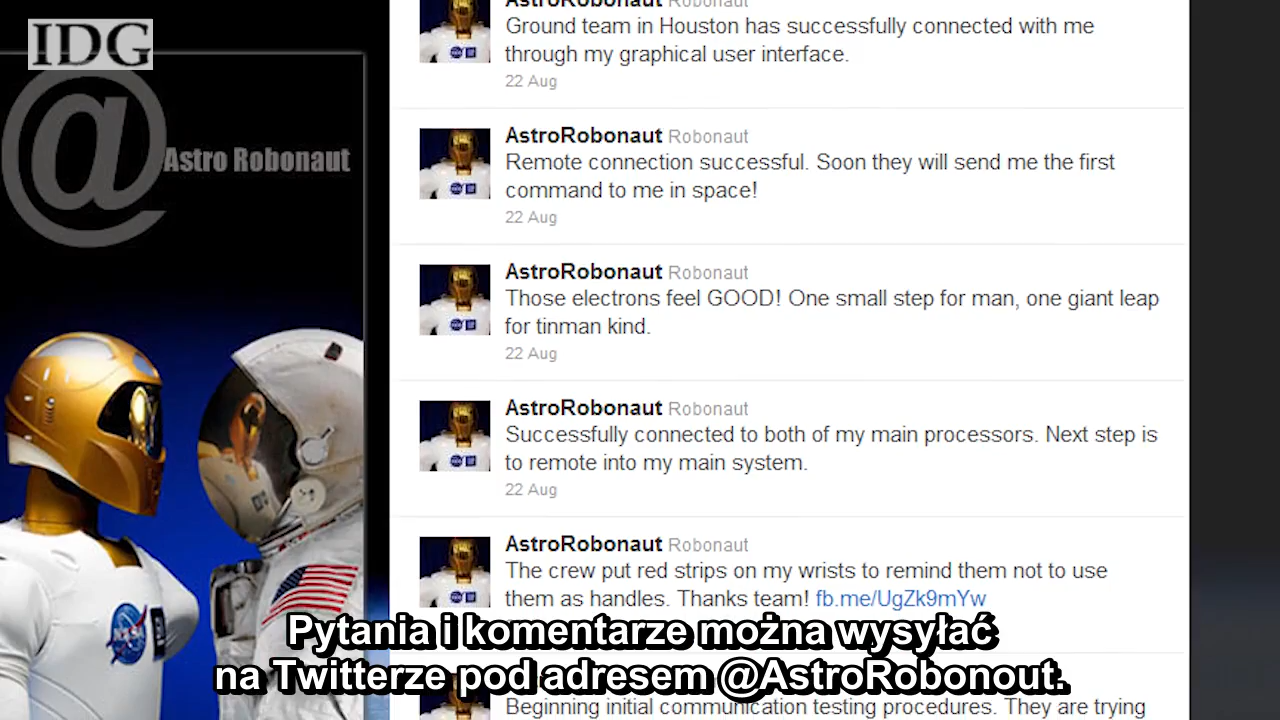 IDG
@
Astro Robonaut
AstroRobonaut Robonaut
Ground team in Houston has successfully connected with me
through my graphical user interface.
22 Aug
AstroRobonaut Robonaut
Remote connection successful. Soon they will send me the first
command to me in space!
22 Aug
AstroRobonaut Robonaut
Those electrons feel GOOD! One small step for man, one giant leap
for tinman kind.
22 Aug
AstroRobonaut Robonaut
Successfully connected to both of my main processors. Next step is
to remote into my main system.
22 Aug
AstroRobonaut Robonaut
The crew put red strips on my wrists to remind them not to use
them as handles. Thanks team! fb.me/UgZk9mYw
Beginning initial communication testing procedures. They are trying
NASA
Pytania i komentarze można wysyłać
na Twitterze pod adresem @AstroRobonout.